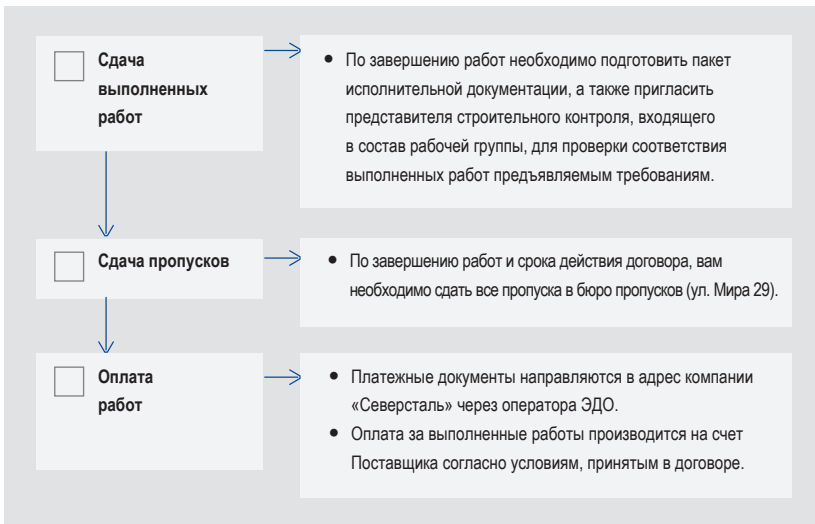 Сдача
выполненных
работ
• По завершению работ необходимо подготовить пакет
исполнительной документации, а также пригласить
представителя строительного контроля, входящего
в состав рабочей группы, для проверки соответствия
выполненных работ предъявляемым требованиям.
Сдача пропусков
• По завершению работ и срока действия договора, вам
необходимо сдать все пропуска в бюро пропусков (ул. Мира 29).
Оплата
работ
• Платежные документы направляются в адрес компании
«Северсталь» через оператора ЭДО.
• Оплата за выполненные работы производится на счет
Поставщика согласно условиям, принятым в договоре.